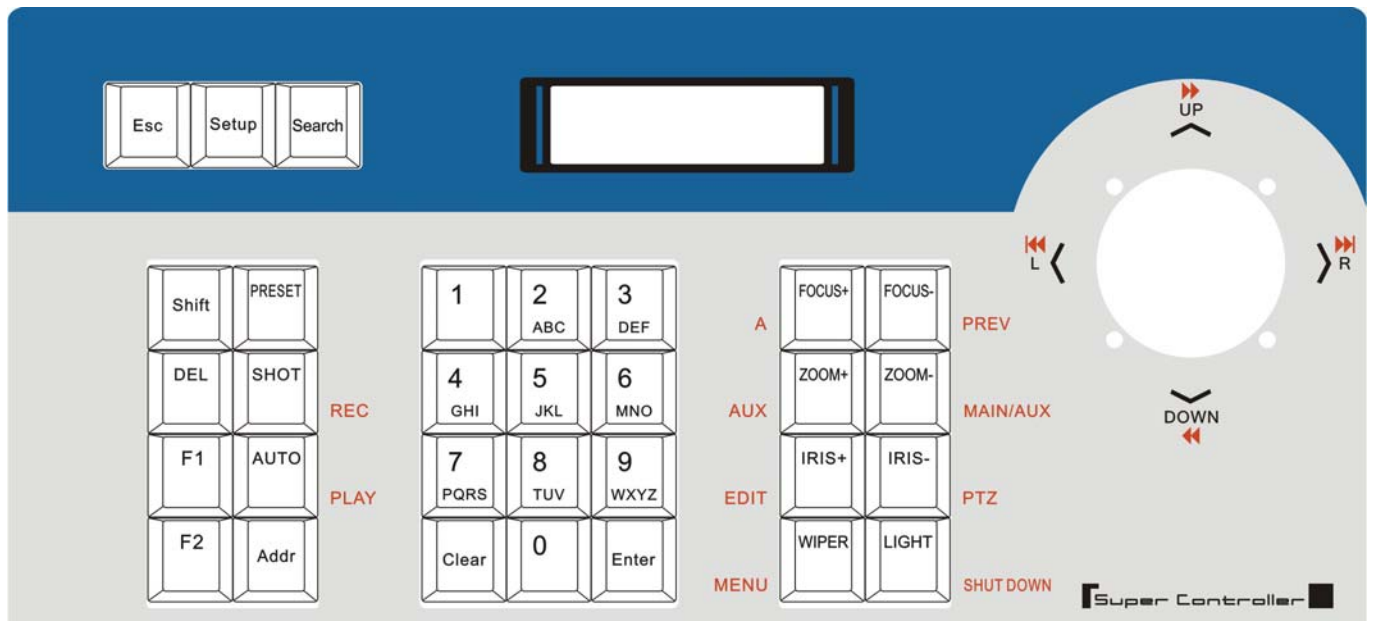 Esc
Setup
Search
UP
L
R
DOWN
Shift
PRESET
DEL
SHOT
REC
F1
AUTO
PLAY
F2
Addr
1
2
ABC
3
DEF
4
GHI
5
JKL
6
MNO
7
PQRS
8
TUV
9
WXYZ
Clear
0
Enter
A
FOCUS+
FOCUS-
PREV
AUX
ZOOM+
ZOOM-
MAIN/AUX
EDIT
IRIS+
IRIS-
PTZ
MENU
WIPER
LIGHT
SHUT DOWN
Super Controller